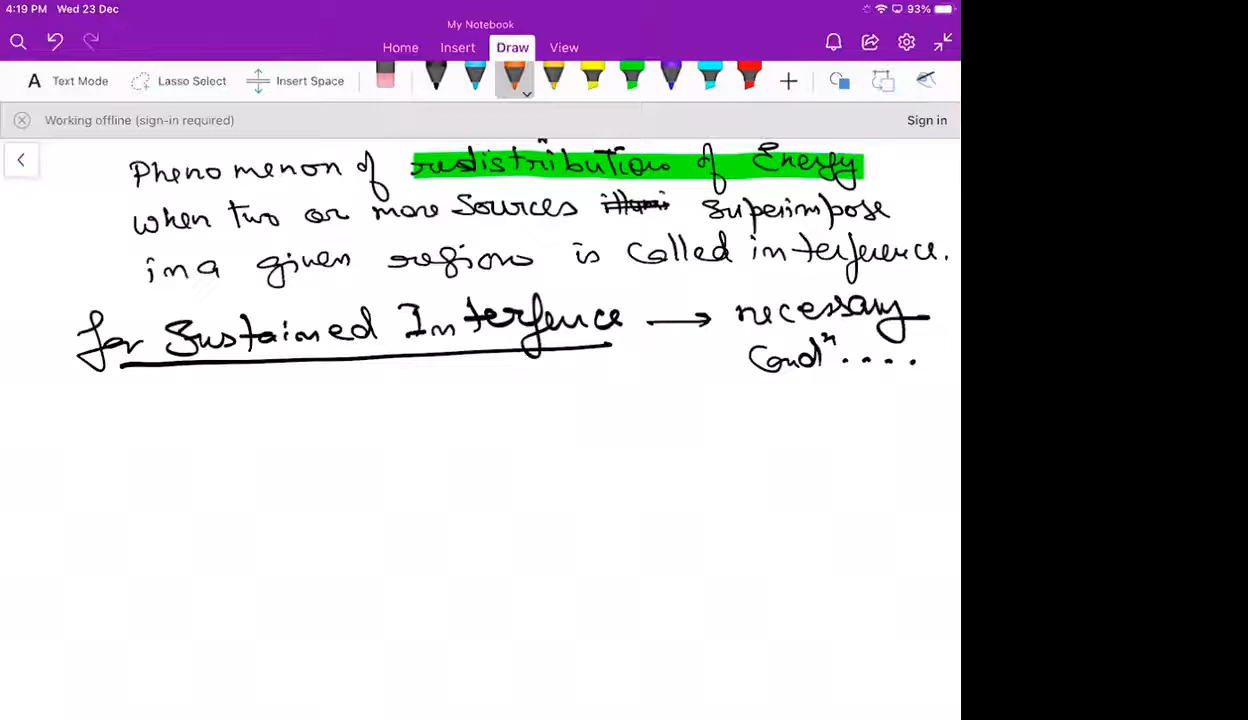 4:19 PM Wed 23 Dec 93%
My Notebook
Home Insert Draw View
A Text Mode Lasso Select Insert Space
Working offline (sign-in required) Sign in
Phenomenon of redistribution of Energy
when two or more sources superimpose
in a given region is called interference.
for Sustained Interfence → necessary
Condⁿ....